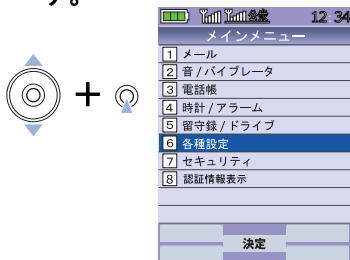 す。
12:34
メインメニュー
1 メール
2 音/バイブレータ
3 電話帳
4 時計/アラーム
5 留守録/ドライブ
6 各種設定
7 セキュリティ
8 認証情報表示
決定